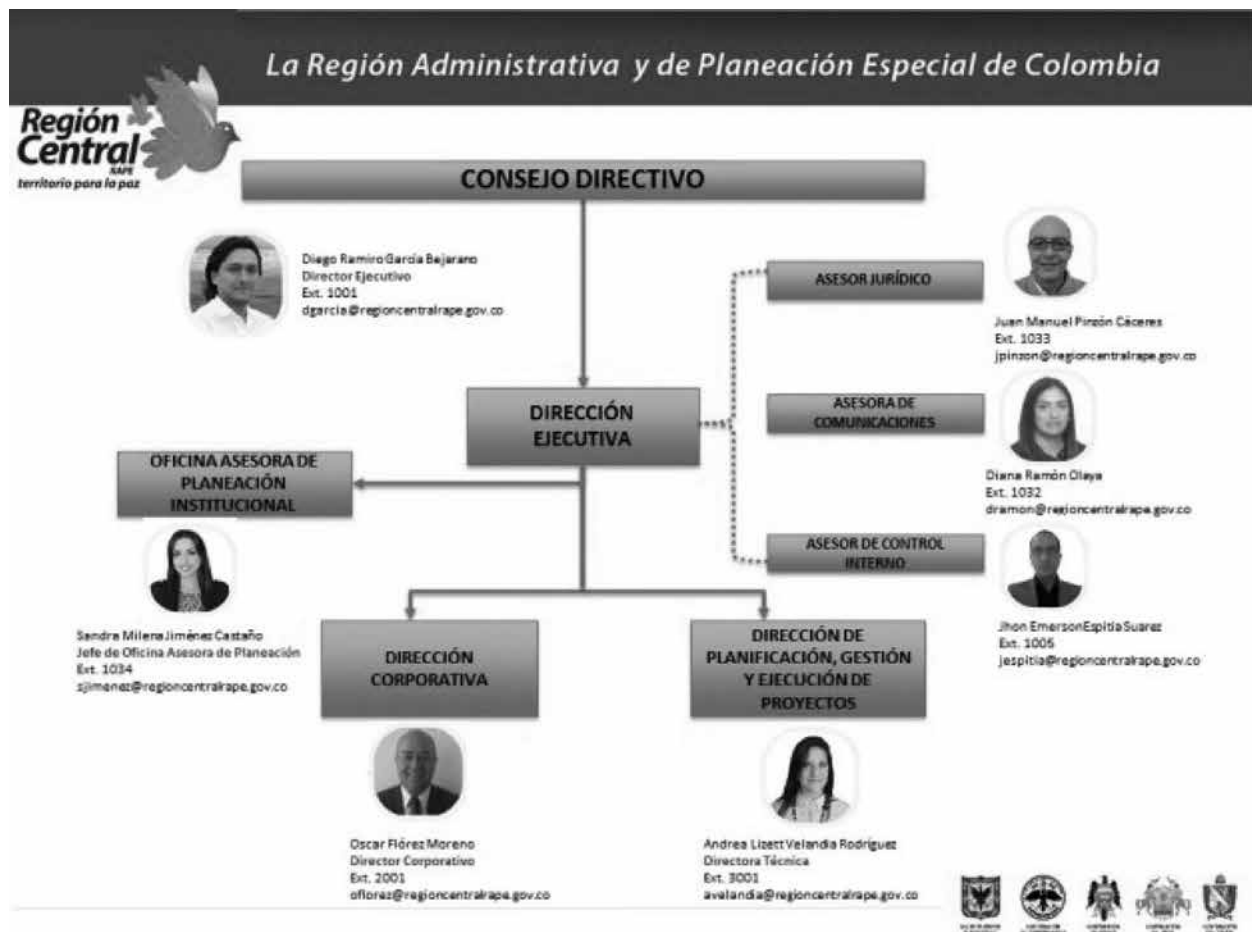 La Región Administrativa y de Planeación Especial de Colombia
Región
Central
RAPE
territorio para la paz
CONSEJO DIRECTIVO
Diego Ramiro García Bejarano
Director Ejecutivo
Ext. 1001
dgarcia@regioncentralrape.gov.co
ASESOR JURÍDICO
Juan Manuel Pinzón Cáceres
Ext. 1033
jpinzon@regioncentralrape.gov.co
DIRECCIÓN
EJECUTIVA
ASESORA DE
COMUNICACIONES
Diana Ramón Olaya
Ext. 1032
dramon@regioncentralrape.gov.co
OFICINA ASESORA DE
PLANEACIÓN
INSTITUCIONAL
Sandra Milena Jiménez Castaño
Jefe de Oficina Asesora de Planeación
Ext. 1034
sjimenez@regioncentralrape.gov.co
ASESOR DE CONTROL
INTERNO
Jhon Emerson Espitia Suarez
Ext. 1005
jespitia@regioncentralrape.gov.co
DIRECCIÓN
CORPORATIVA
Oscar Flórez Moreno
Director Corporativo
Ext. 2001
oflorez@regioncentralrape.gov.co
DIRECCIÓN DE
PLANIFICACIÓN, GESTIÓN
Y EJECUCIÓN DE
PROYECTOS
Andrea Lizett Velandia Rodríguez
Directora Técnica
Ext. 3001
avelandia@regioncentralrape.gov.co